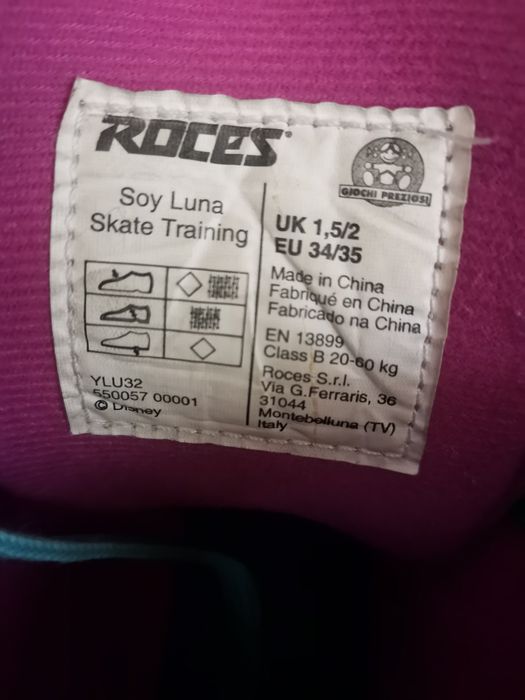 ROCES
Soy Luna
Skate Training
YLU32
550057 00001
© Disney
GIOCHI PREZIOSI
UK 1,5/2
EU 34/35
Made in China
Fabriqué en China
Fabricado na China
EN 13899
Class B 20-60 kg
Roces S.r.l.
Via G.Ferraris, 36
31044
Montebelluna (TV)
Italy